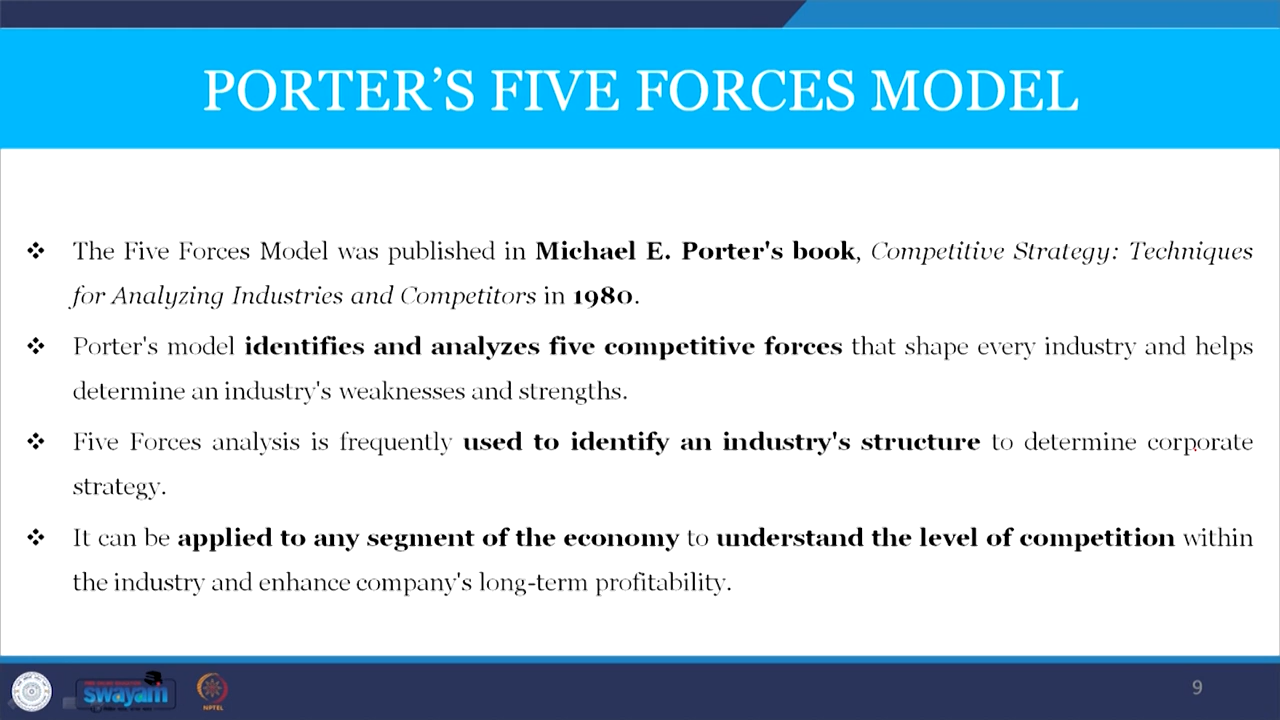 PORTER’S FIVE FORCES MODEL
❖ The Five Forces Model was published in Michael E. Porter's book, Competitive Strategy: Techniques
for Analyzing Industries and Competitors in 1980.
❖ Porter's model identifies and analyzes five competitive forces that shape every industry and helps
determine an industry's weaknesses and strengths.
❖ Five Forces analysis is frequently used to identify an industry's structure to determine corporate
strategy.
❖ It can be applied to any segment of the economy to understand the level of competition within
the industry and enhance company's long-term profitability.
swayam
NPTEL
9